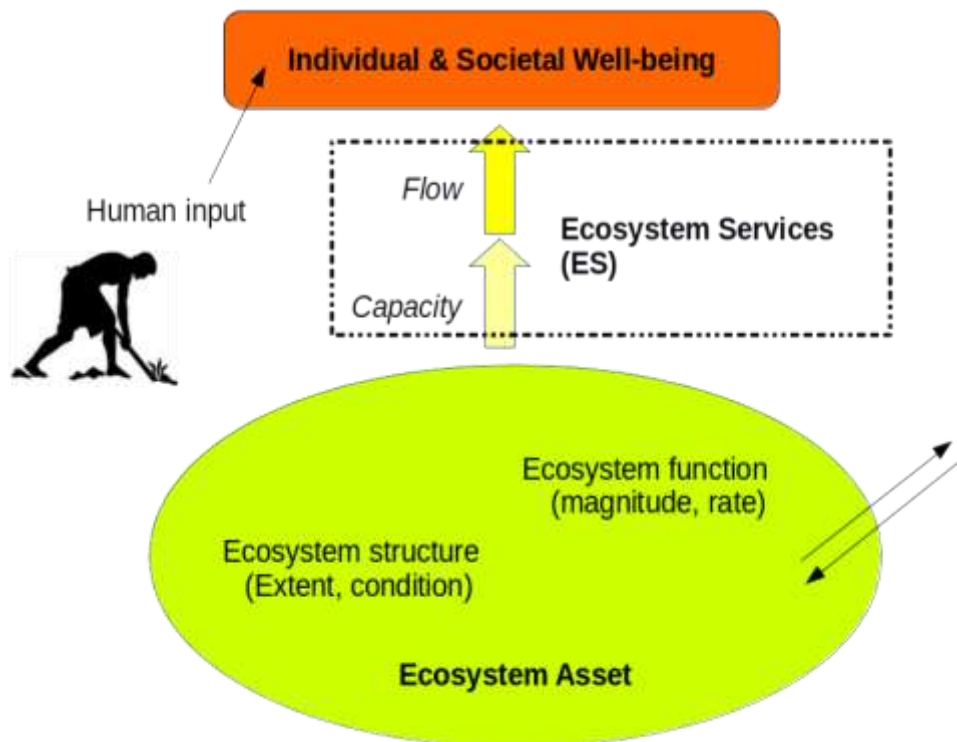 Individual & Societal Well-being
Flow
Human input
Ecosystem Services
(ES)
Capacity
Ecosystem function
(magnitude, rate)
Ecosystem structure
(Extent, condition)
Ecosystem Asset